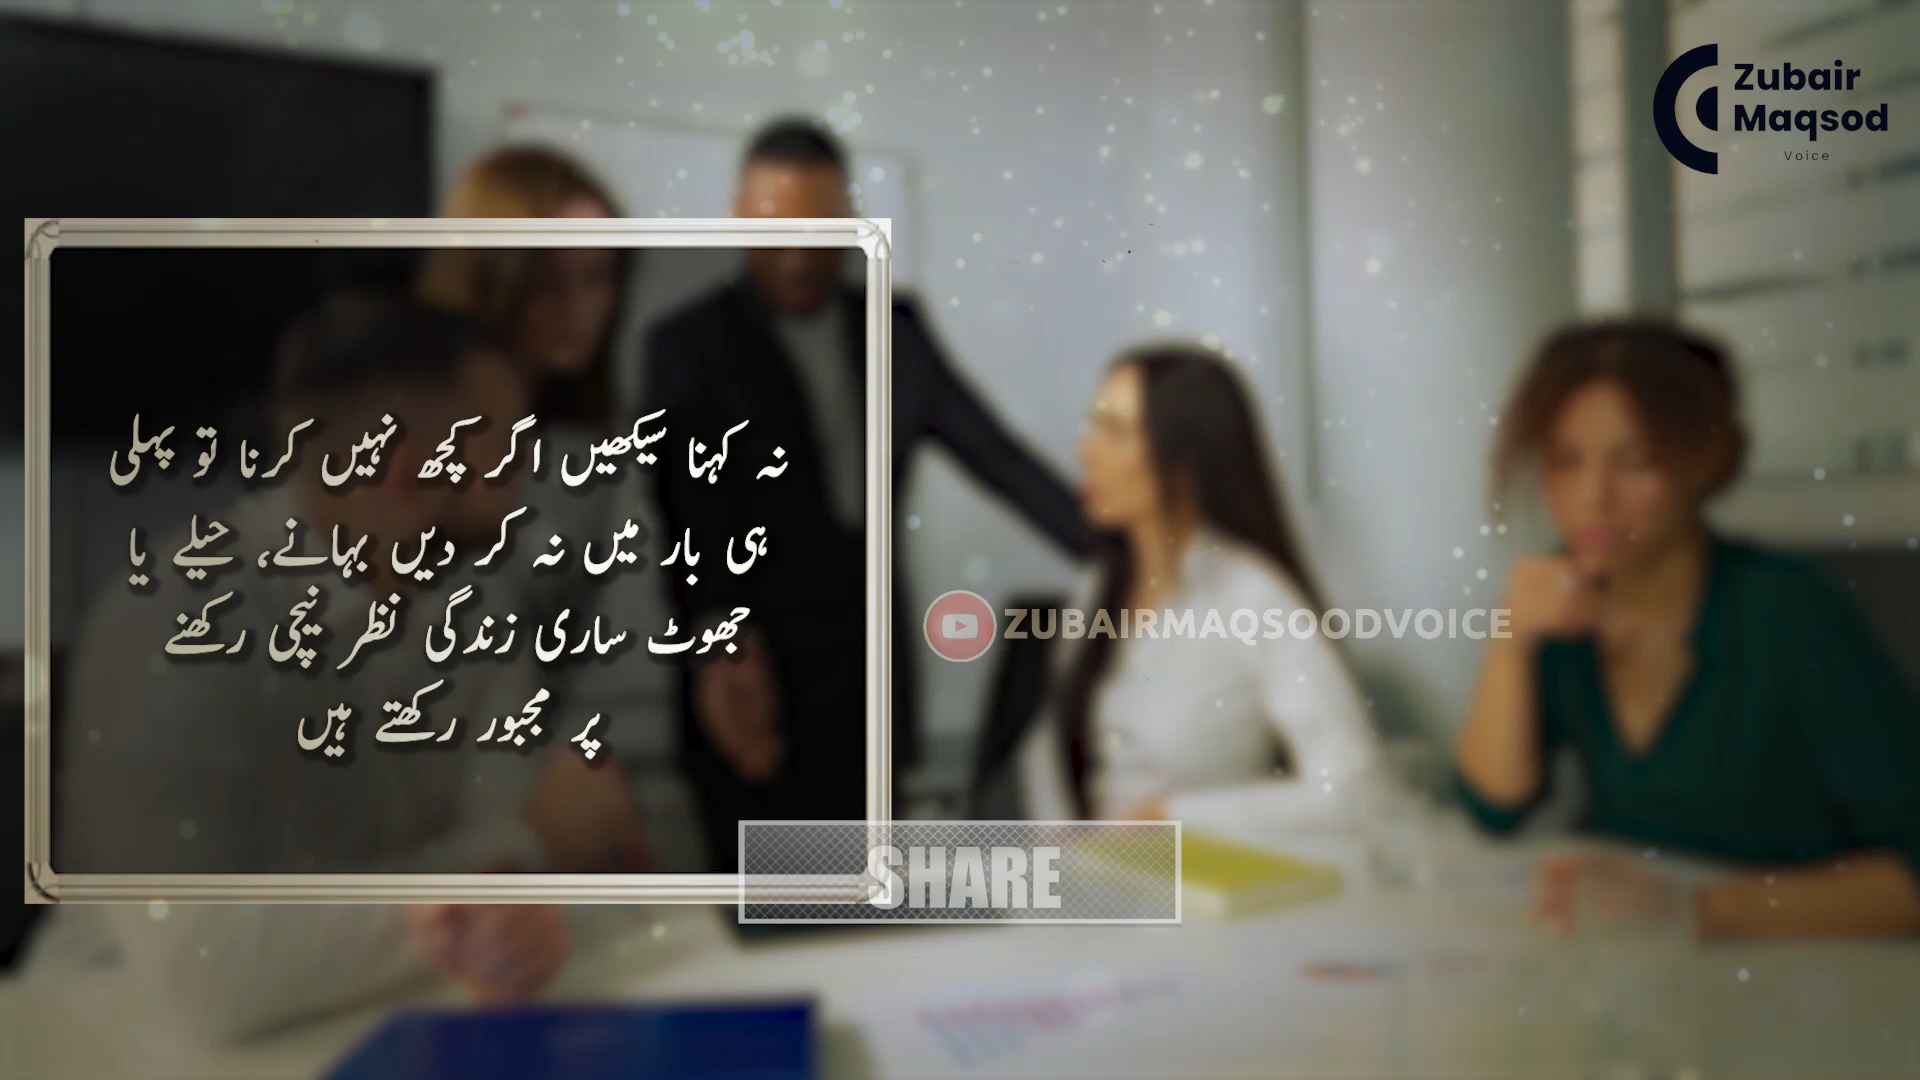 Zubair
Maqsod
Voice
نہ کہنا سیکھیں اگر کچھ نہیں کرنا تو پہلی
ہی بار میں نہ کر دیں بہانے، حیلے یا
جھوٹ ساری زندگی نظر نیچی رکھنے
پر مجبور رکھتے ہیں
ZUBAIRMAQSOODVOICE
SHARE